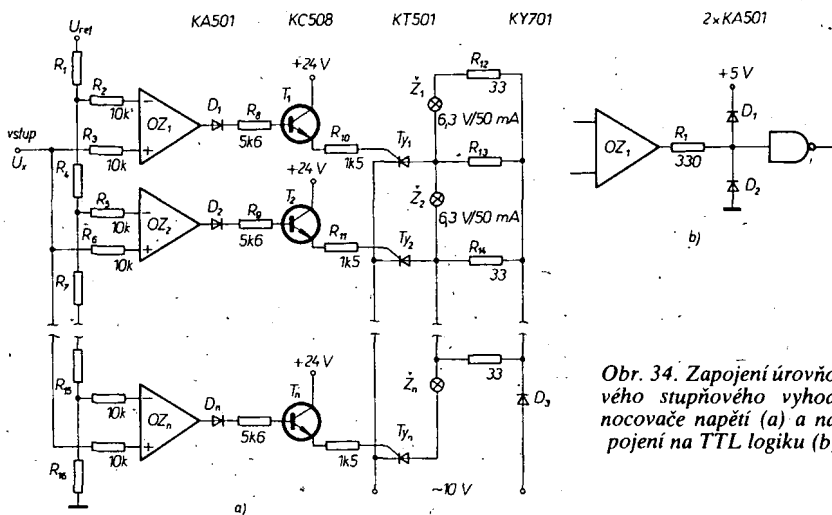 KA501 KC508 KT501 KY701 2×KA501
Uref
R1
R2
10k
vstup
Ux
R3
10k
R4
OZ1
D1
R8
5k6
T1
+24 V
R10
1k5
Ty1
Ž1
6,3 V/50 mA
R12
33
R13
R5
10k
R6
10k
R7
OZ2
D2
R9
5k6
T2
+24 V
R11
1k5
Ty2
Ž2
6,3 V/50 mA
R14
33
R15
10k
10k
R16
OZn
Dn
5k6
Tn
+24 V
1k5
Tyn
Žn
33
D3
~10 V
a)
+5 V
D1
OZ1
R1
330
D2
b)
Obr. 34. Zapojení úrovňo
vého stupňového vyhod
nocovače napětí (a) a na
pojení na TTL logiku (b